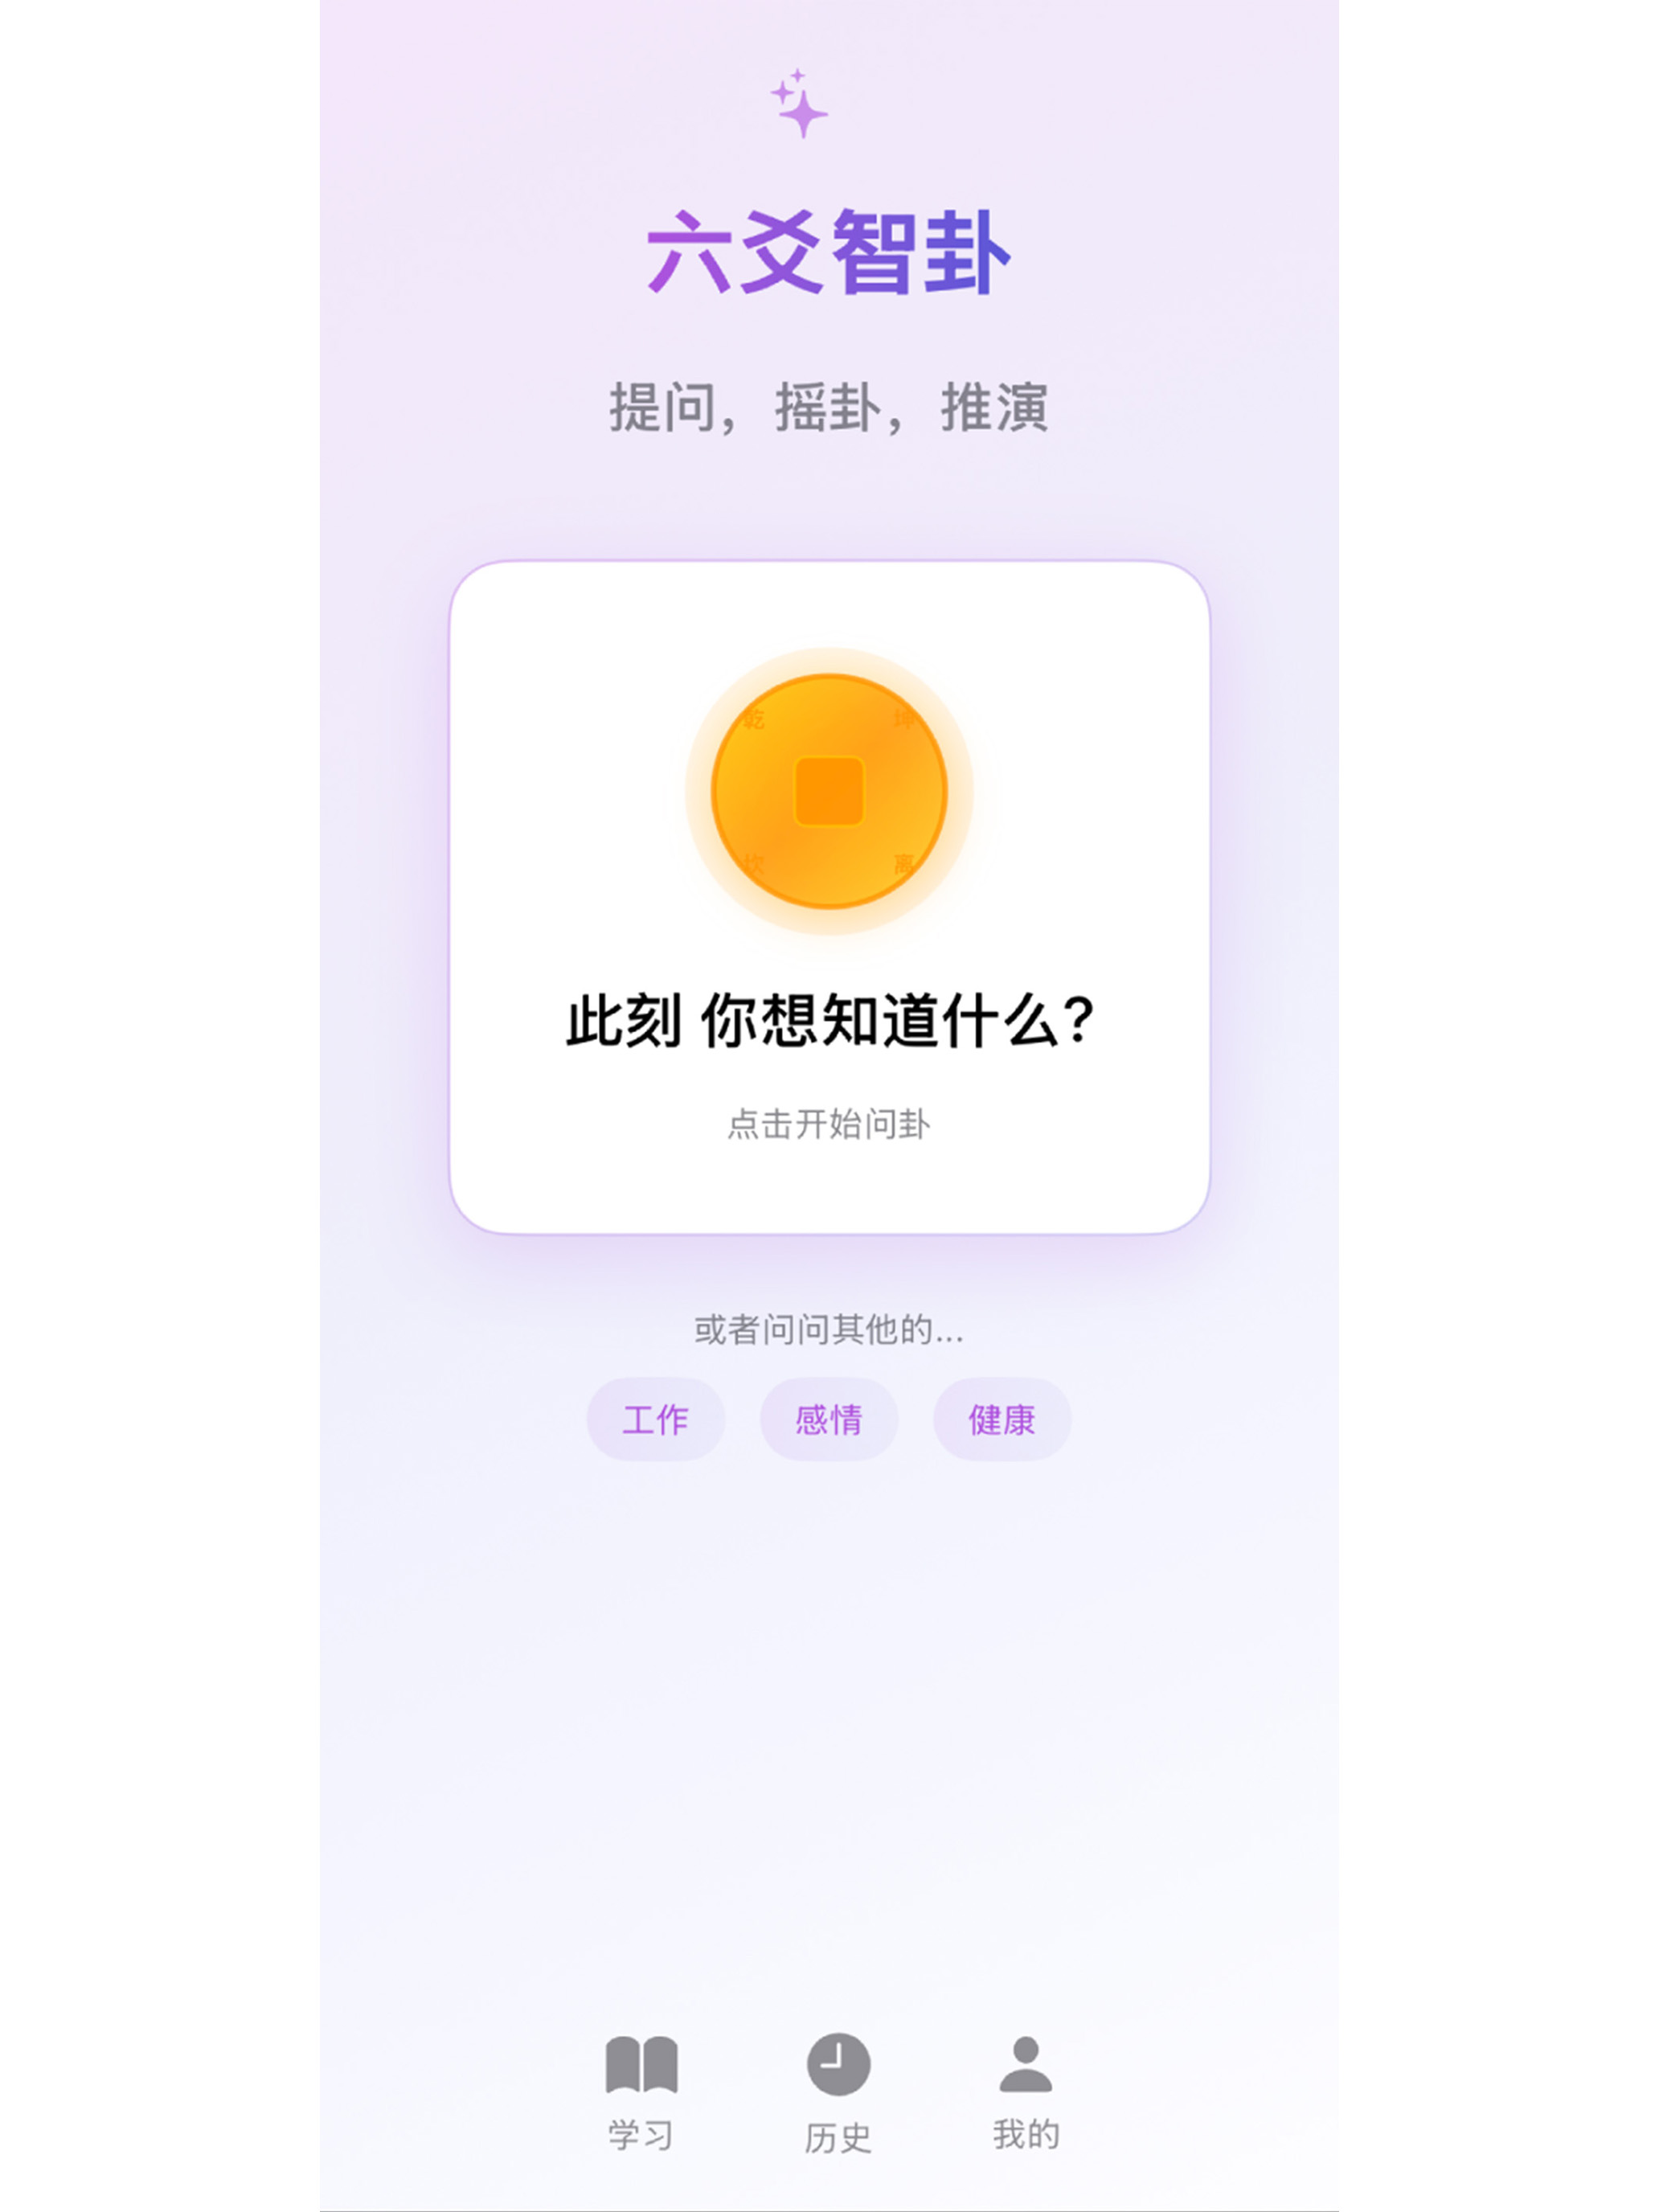 六爻智卦
提问，摇卦，推演
乾 坤
坎 离
此刻 你想知道什么？
点击开始问卦
或者问问其他的...
工作 感情 健康
学习 历史 我的